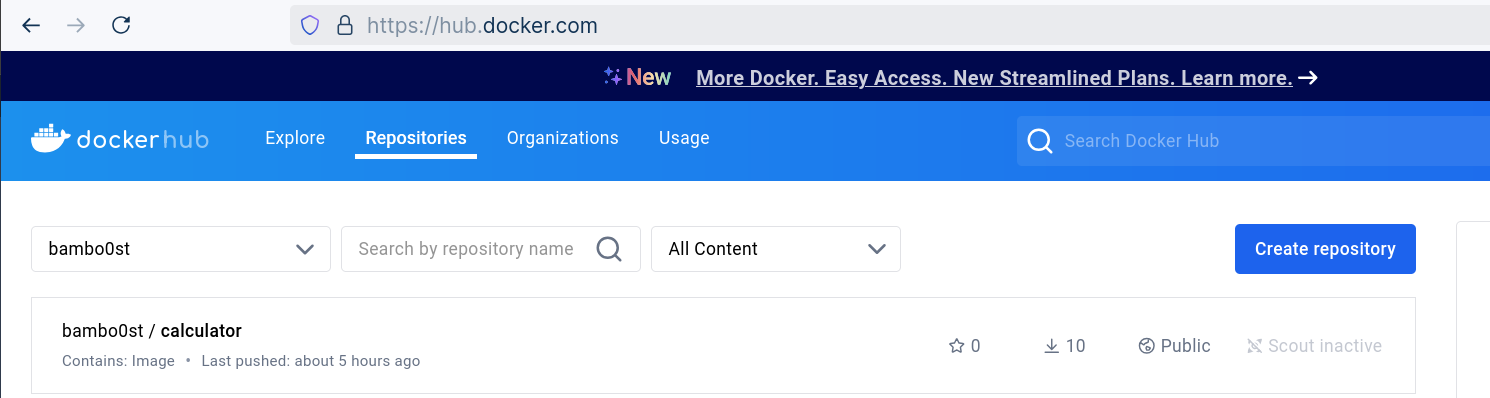 https://hub.docker.com
New More Docker. Easy Access. New Streamlined Plans. Learn more. →
dockerhub Explore Repositories Organizations Usage Search Docker Hub
bambo0st Search by repository name All Content Create repository
bambo0st / calculator
Contains: Image • Last pushed: about 5 hours ago
0 10 Public Scout inactive